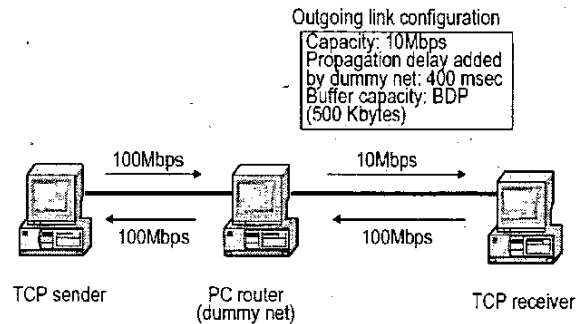 Outgoing link configuration
Capacity: 10Mbps
Propagation delay added
by dummy net: 400 msec
Buffer capacity: BDP
(500 Kbytes)
100Mbps
10Mbps
100Mbps
100Mbps
TCP sender
PC router
(dummy net)
TCP receiver